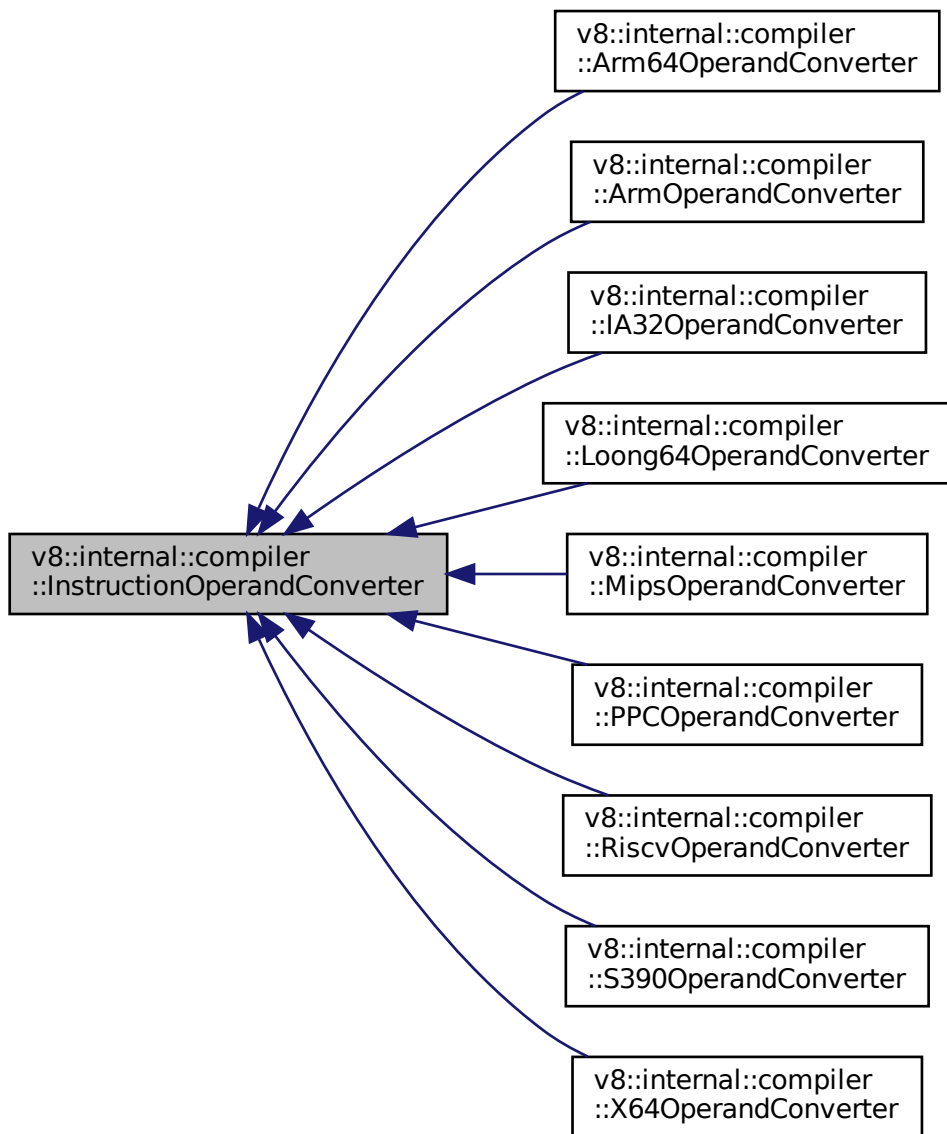 v8::internal::compiler
::Arm64OperandConverter
v8::internal::compiler
::ArmOperandConverter
v8::internal::compiler
::IA32OperandConverter
v8::internal::compiler
::Loong64OperandConverter
v8::internal::compiler
::InstructionOperandConverter
v8::internal::compiler
::MipsOperandConverter
v8::internal::compiler
::PPCOperandConverter
v8::internal::compiler
::RiscvOperandConverter
v8::internal::compiler
::S390OperandConverter
v8::internal::compiler
::X64OperandConverter